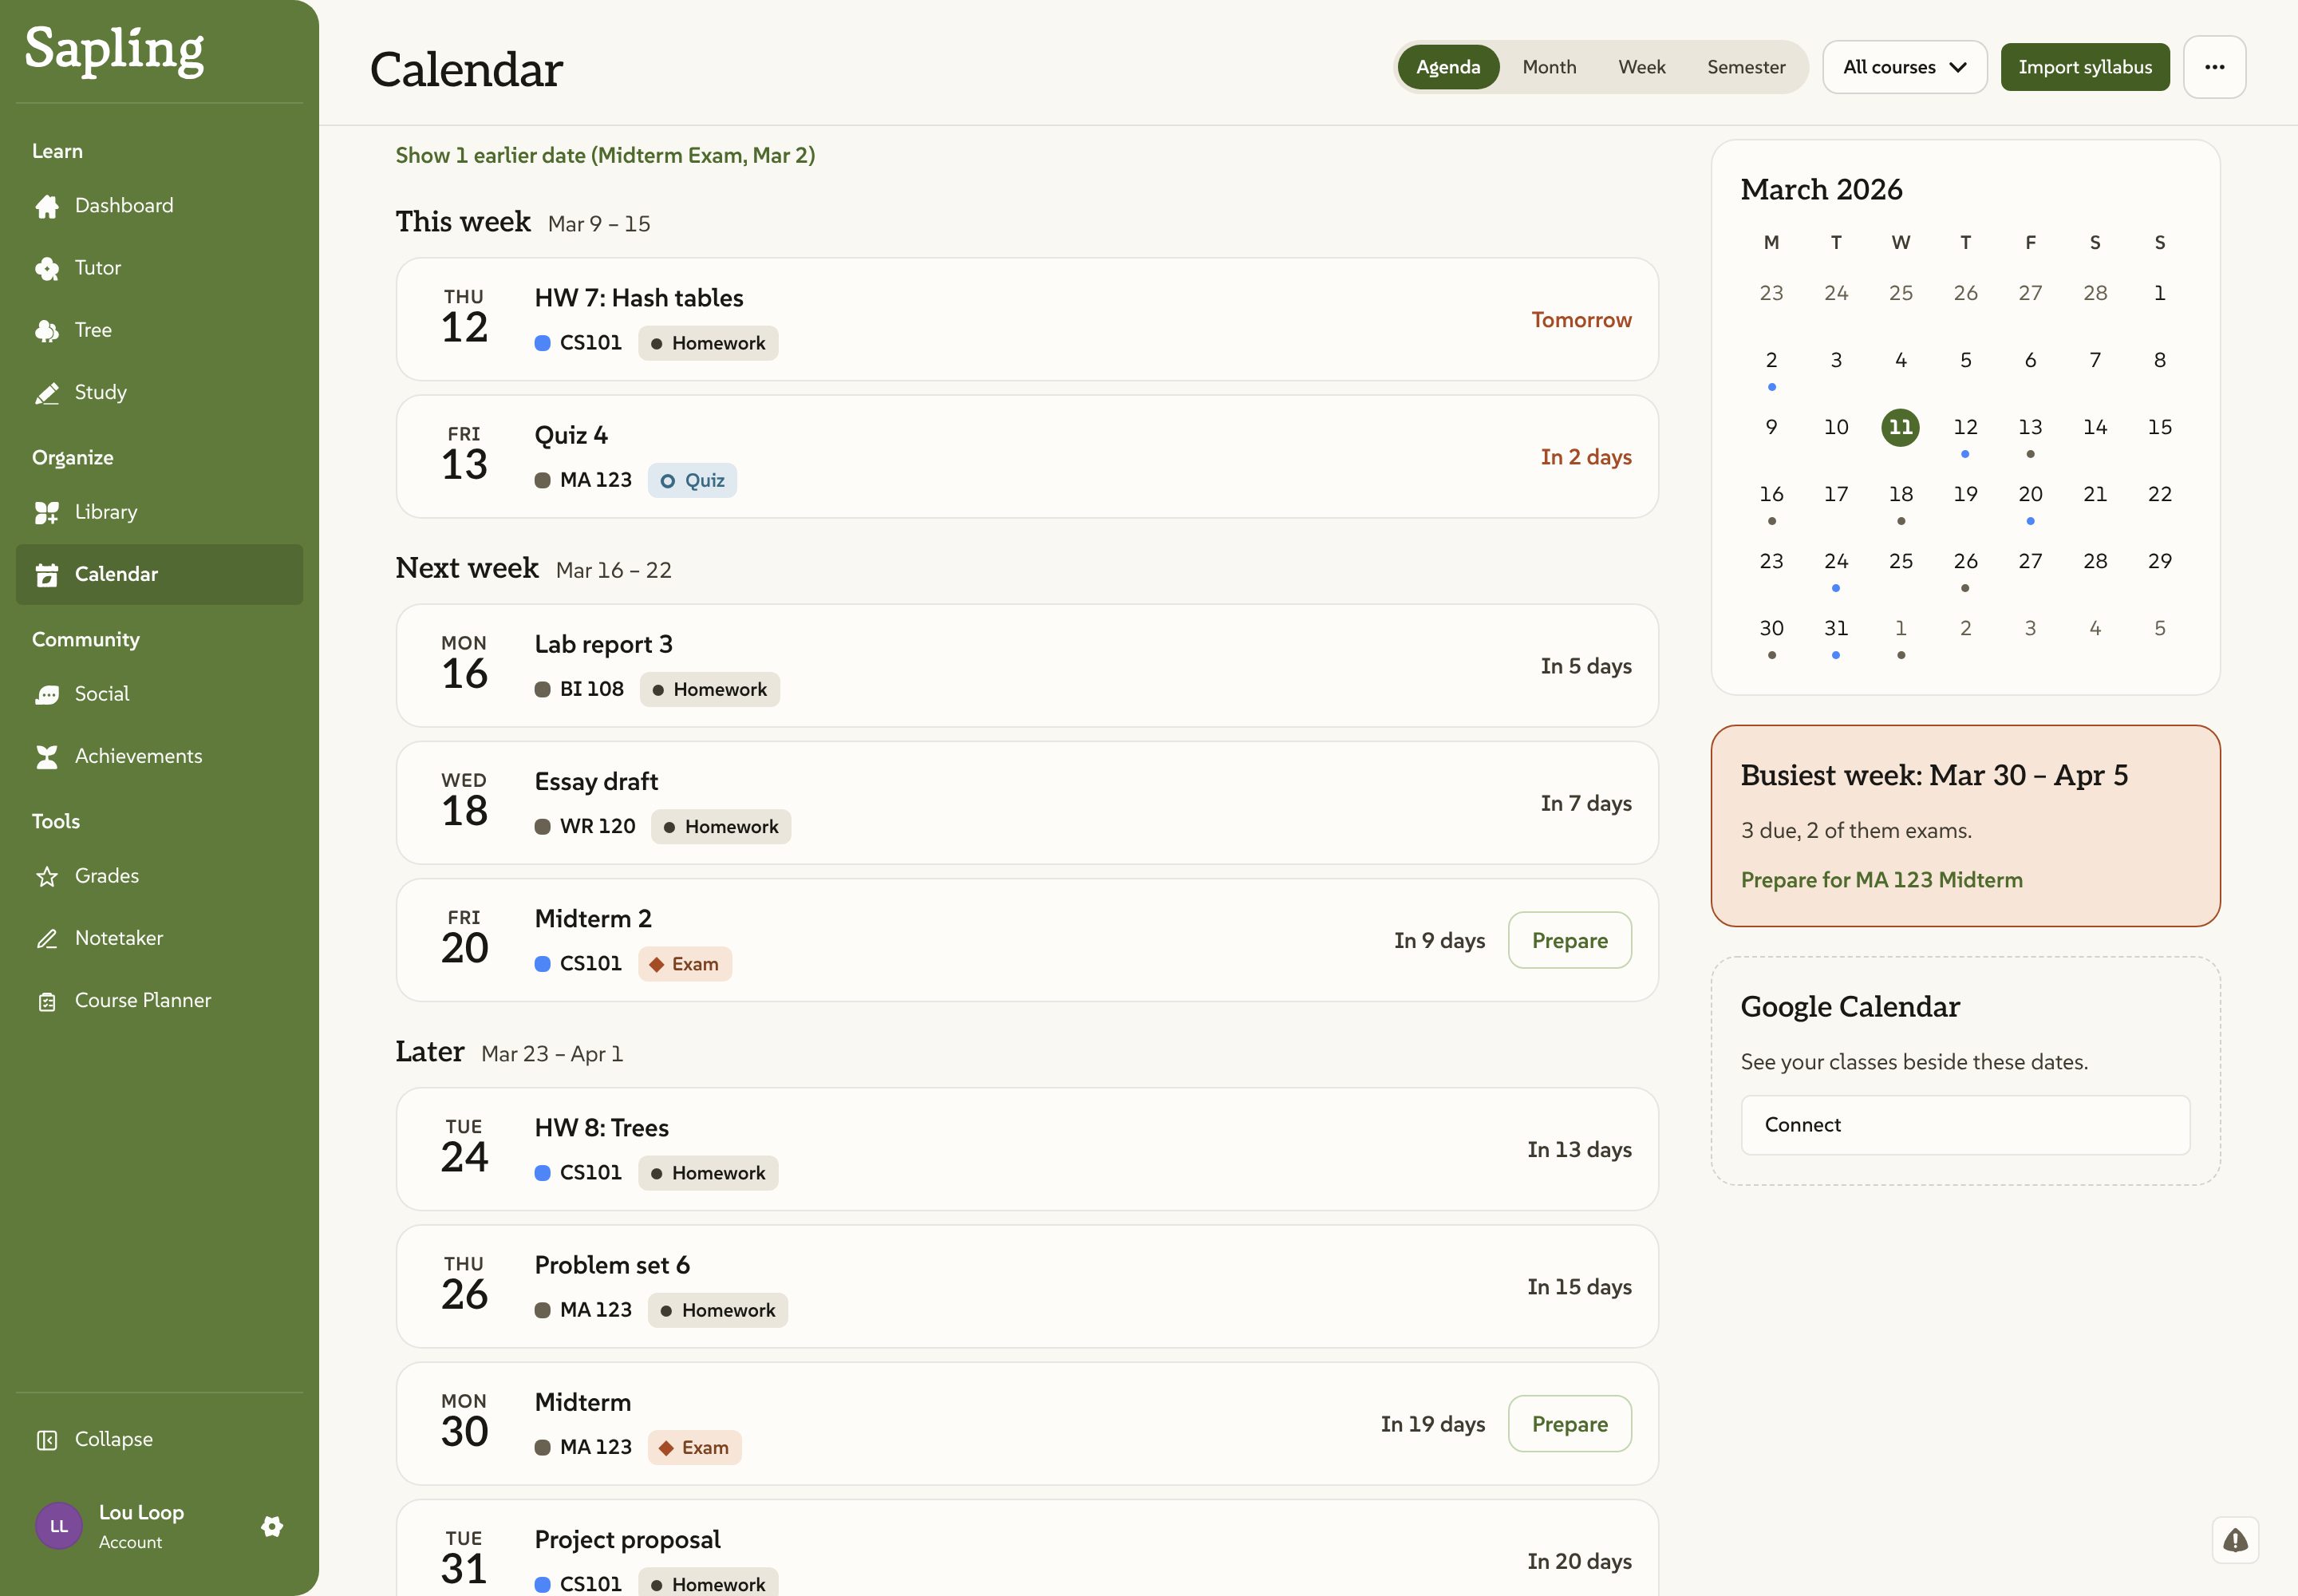 Sapling
Learn
Dashboard
Tutor
Tree
Study
Organize
Library
Calendar
Community
Social
Achievements
Tools
Grades
Notetaker
Course Planner
Collapse
LL
Lou Loop
Account
Calendar
Agenda Month Week Semester
All courses
Import syllabus
Show 1 earlier date (Midterm Exam, Mar 2)
This week Mar 9 – 15
THU
12
HW 7: Hash tables
CS101 Homework
Tomorrow
FRI
13
Quiz 4
MA 123 Quiz
In 2 days
Next week Mar 16 – 22
MON
16
Lab report 3
BI 108 Homework
In 5 days
WED
18
Essay draft
WR 120 Homework
In 7 days
FRI
20
Midterm 2
CS101 Exam
In 9 days
Prepare
Later Mar 23 – Apr 1
TUE
24
HW 8: Trees
CS101 Homework
In 13 days
THU
26
Problem set 6
MA 123 Homework
In 15 days
MON
30
Midterm
MA 123 Exam
In 19 days
Prepare
TUE
31
Project proposal
CS101 Homework
In 20 days
March 2026
M T W T F S S
23 24 25 26 27 28 1
2 3 4 5 6 7 8
9 10 11 12 13 14 15
16 17 18 19 20 21 22
23 24 25 26 27 28 29
30 31 1 2 3 4 5
Busiest week: Mar 30 – Apr 5
3 due, 2 of them exams.
Prepare for MA 123 Midterm
Google Calendar
See your classes beside these dates.
Connect